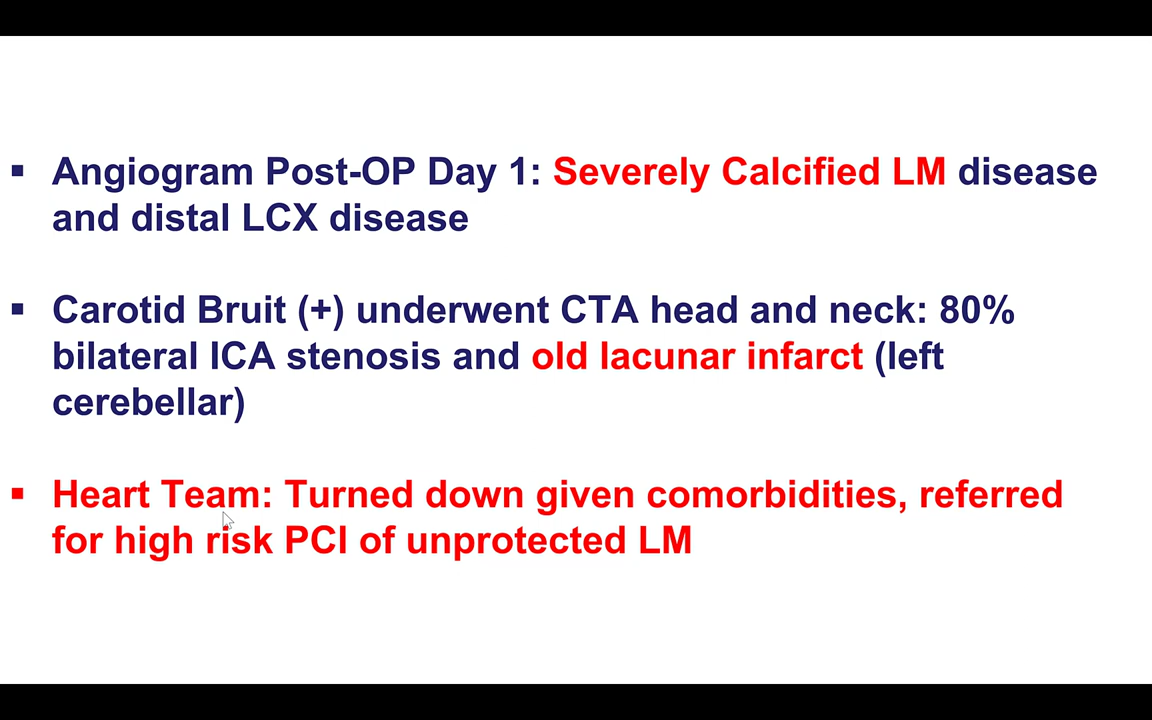 ▪ Angiogram Post-OP Day 1: Severely Calcified LM disease
and distal LCX disease
▪ Carotid Bruit (+) underwent CTA head and neck: 80%
bilateral ICA stenosis and old lacunar infarct (left
cerebellar)
▪ Heart Team: Turned down given comorbidities, referred
for high risk PCI of unprotected LM